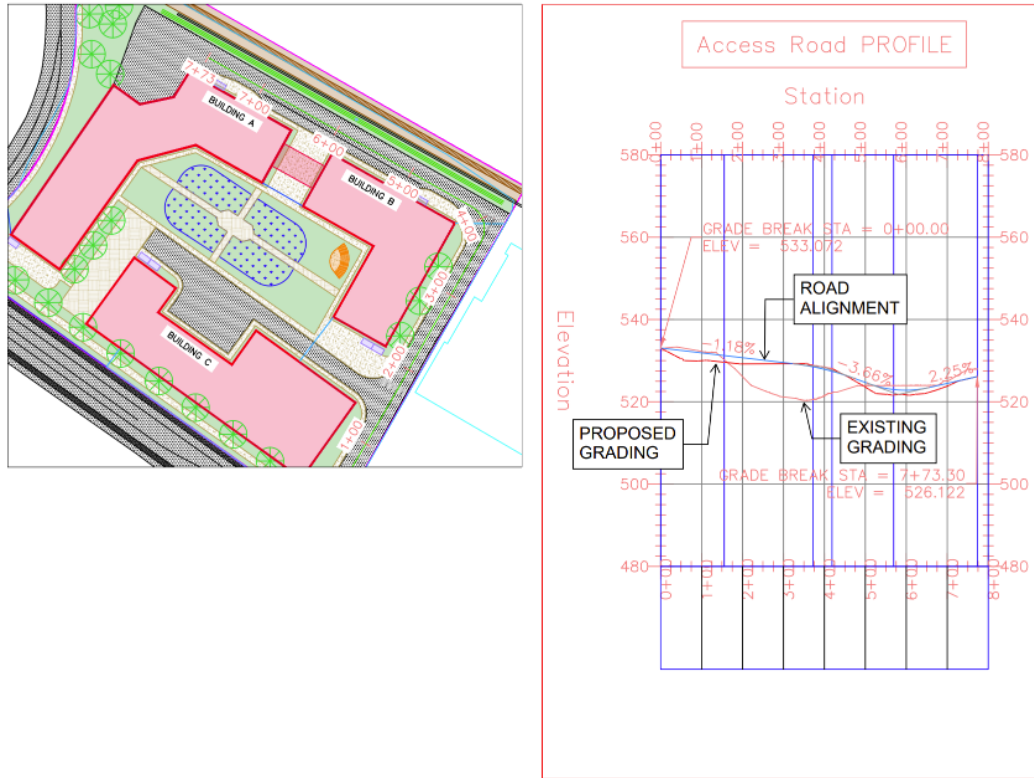 7+73
7+00
BUILDING A
6+00
BUILDING B
5+00
4+00
3+00
2+00
BUILDING C
1+00
Access Road PROFILE
Station
0+00
1+00
2+00
3+00
4+00
5+00
6+00
7+00
8+00
580
580
GRADE BREAK STA = 0+00.00
ELEV = 533.072
560
560
ROAD
ALIGNMENT
Elevation
540
540
-1.18%
-3.66%
2.25%
520
520
PROPOSED
GRADING
EXISTING
GRADING
GRADE BREAK STA = 7+73.30
ELEV = 526.122
500
500
480
480
0+00
1+00
2+00
3+00
4+00
5+00
6+00
7+00
8+00